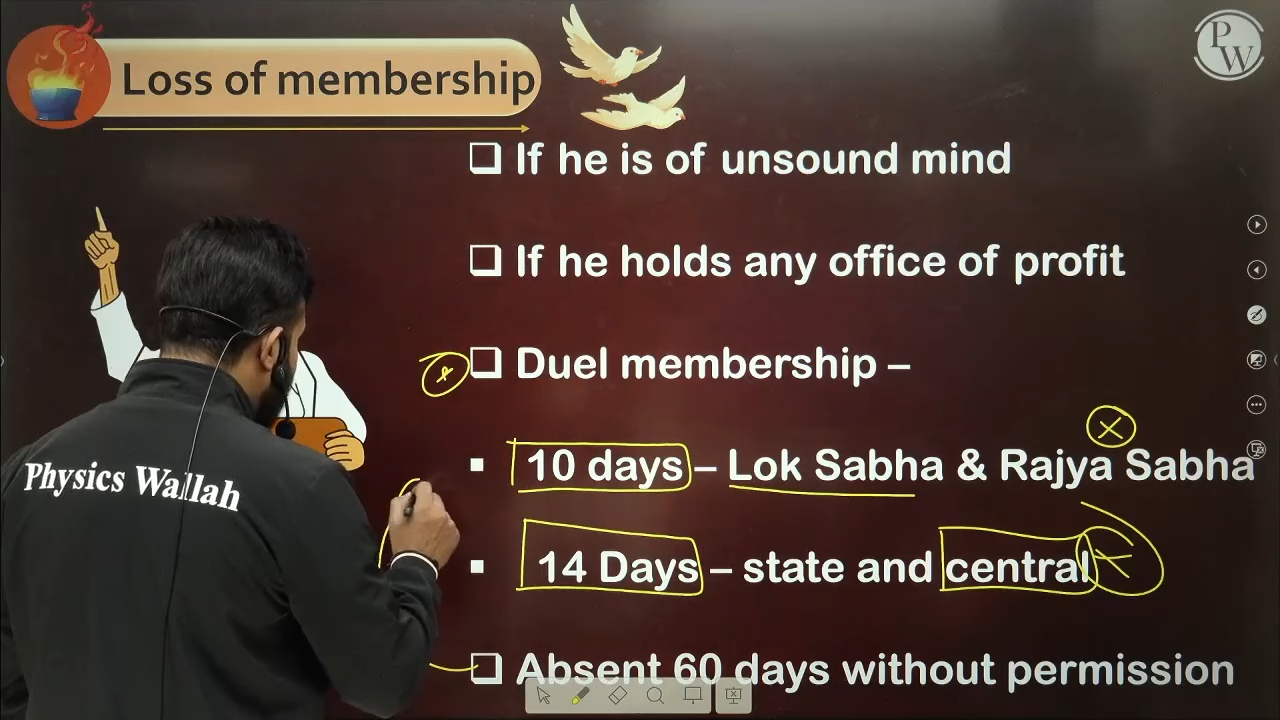 Loss of membership
PW
❑ If he is of unsound mind
❑ If he holds any office of profit
❑ Duel membership –
▪ 10 days – Lok Sabha & Rajya Sabha
▪ 14 Days – state and central
❑ Absent 60 days without permission
Physics Wallah